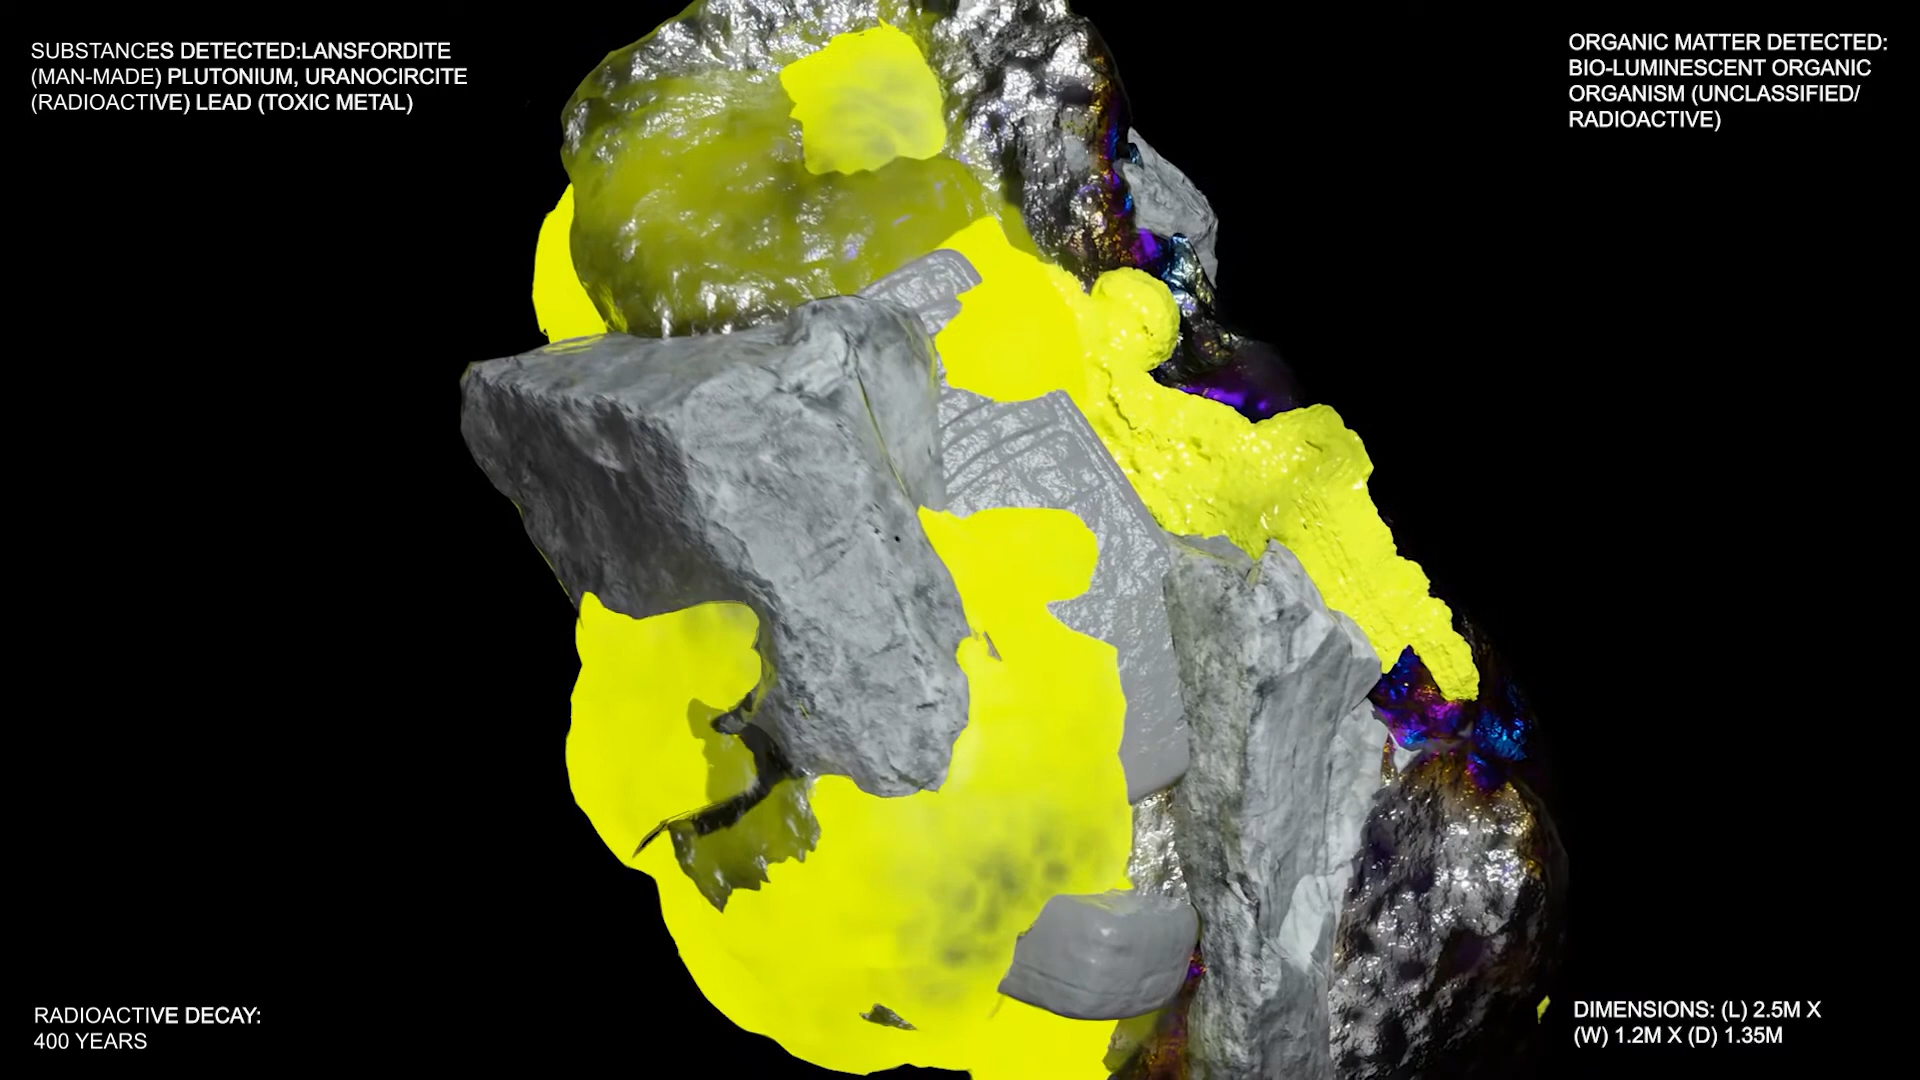 SUBSTANCES DETECTED:LANSFORDITE
(MAN-MADE) PLUTONIUM, URANOCIRCITE
(RADIOACTIVE) LEAD (TOXIC METAL)
ORGANIC MATTER DETECTED:
BIO-LUMINESCENT ORGANIC
ORGANISM (UNCLASSIFIED/
RADIOACTIVE)
RADIOACTIVE DECAY:
400 YEARS
DIMENSIONS: (L) 2.5M X
(W) 1.2M X (D) 1.35M